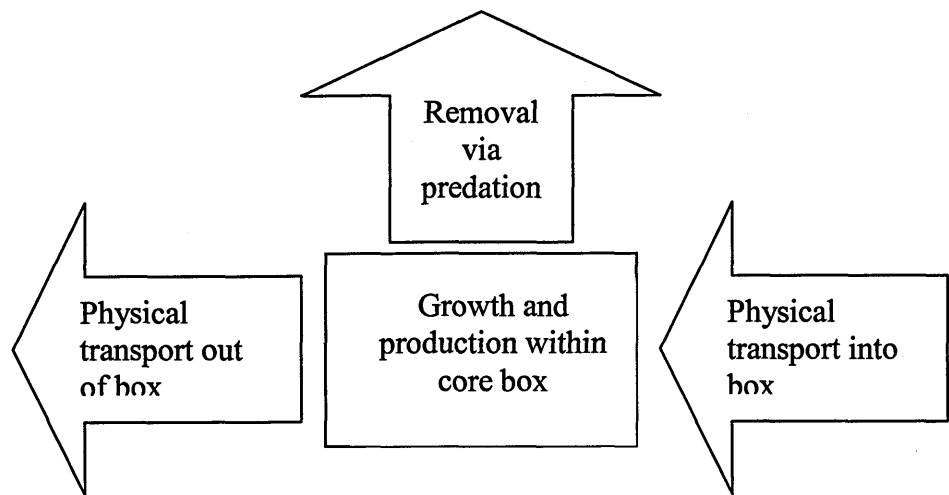 Removal
via
predation
Physical
transport out
of box
Growth and
production within
core box
Physical
transport into
box